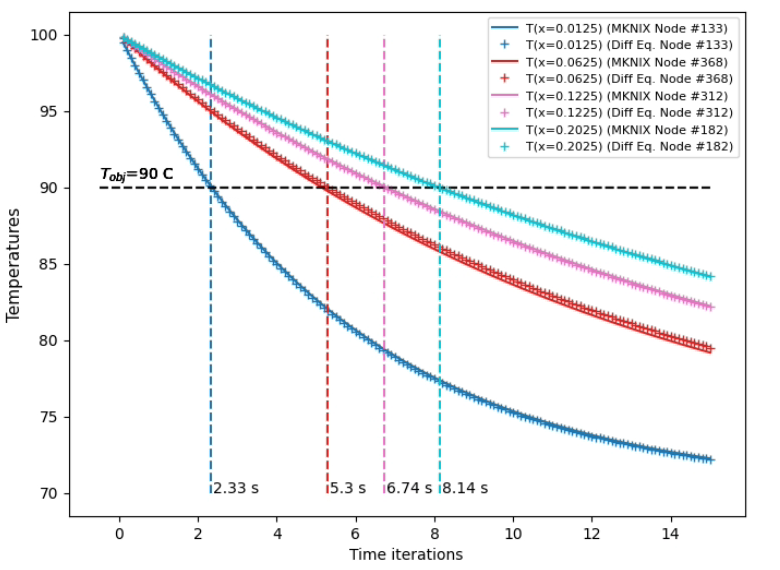 T(x=0.0125) (MKNIX Node #133)
T(x=0.0125) (Diff Eq. Node #133)
T(x=0.0625) (MKNIX Node #368)
T(x=0.0625) (Diff Eq. Node #368)
T(x=0.1225) (MKNIX Node #312)
T(x=0.1225) (Diff Eq. Node #312)
T(x=0.2025) (MKNIX Node #182)
T(x=0.2025) (Diff Eq. Node #182)
Temperatures
100
95
90
85
80
75
70
Tobj=90 C
2.33 s
5.3 s
6.74 s
8.14 s
0 2 4 6 8 10 12 14
Time iterations